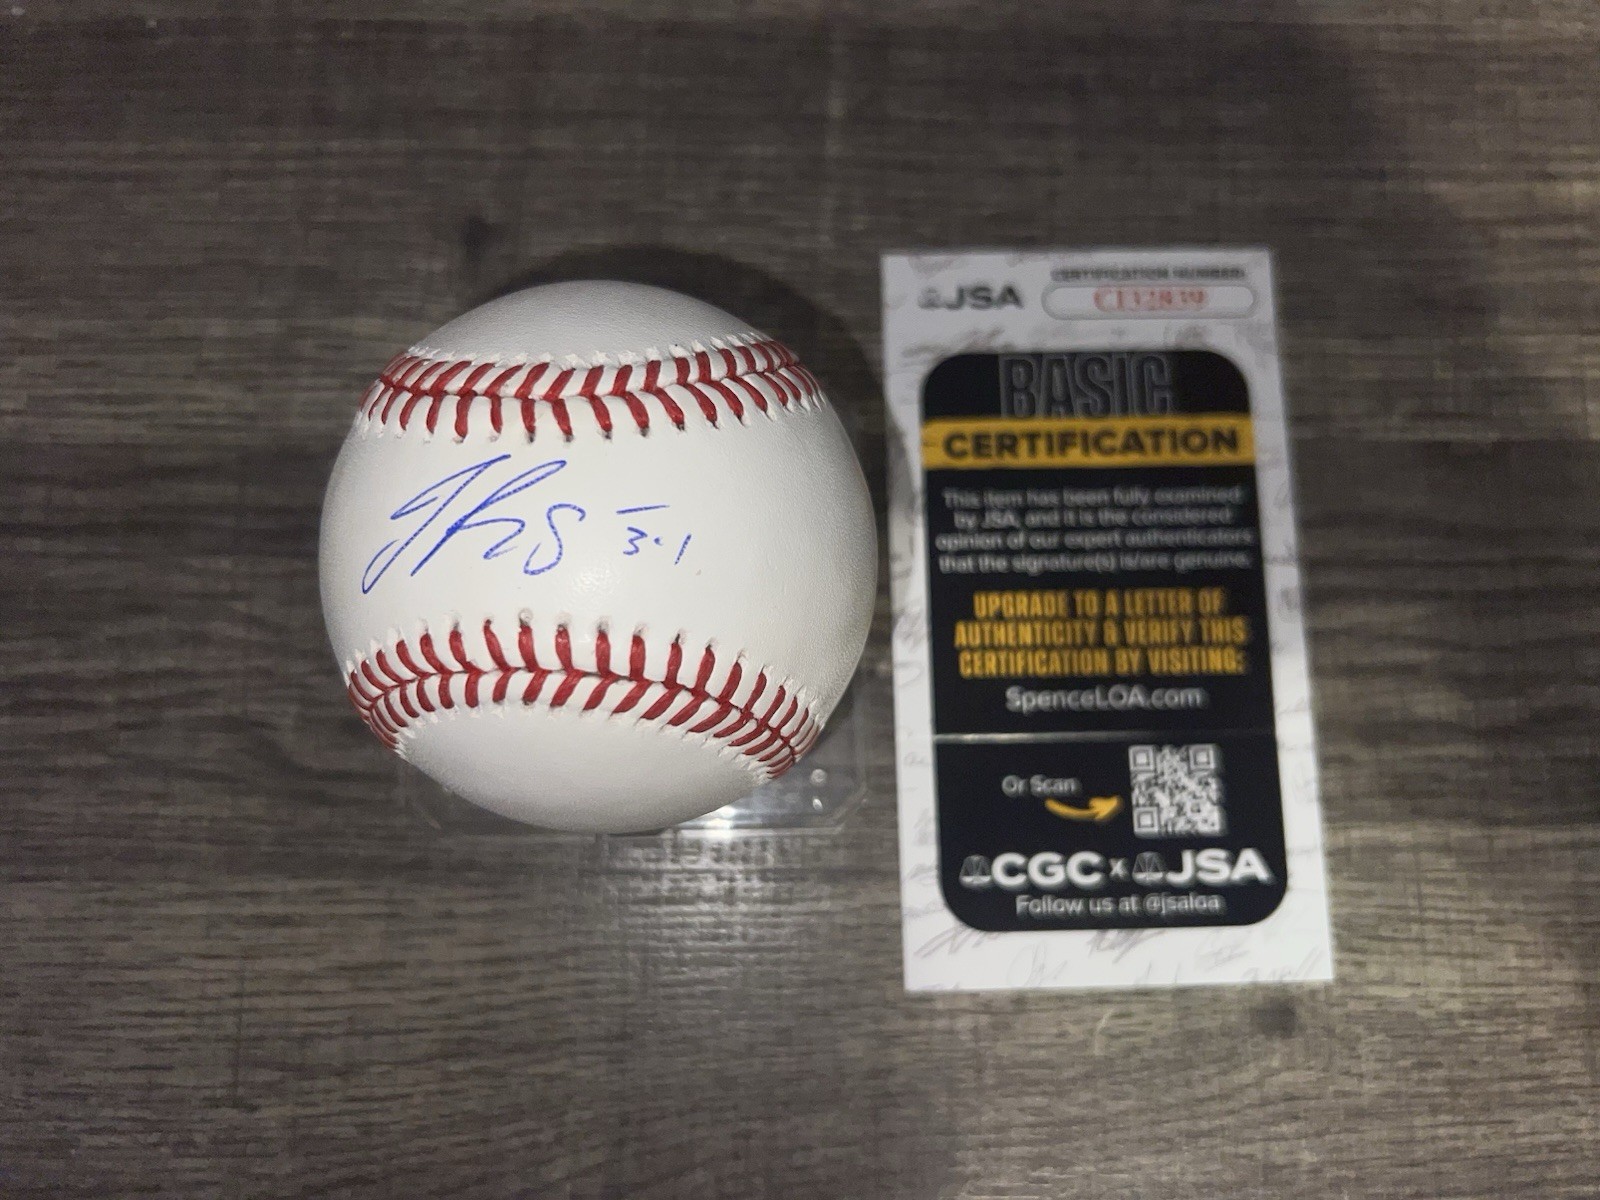 JSA
CERTIFICATION NUMBER:
BASIC
CERTIFICATION
This item has been fully examined
by JSA, and it is the considered
opinion of our expert authenticators
that the signature(s) is/are genuine.
UPGRADE TO A LETTER OF
AUTHENTICITY & VERIFY THIS
CERTIFICATION BY VISITING:
SpenceLOA.com
Or Scan
CGC x JSA
Follow us at @jsaloa